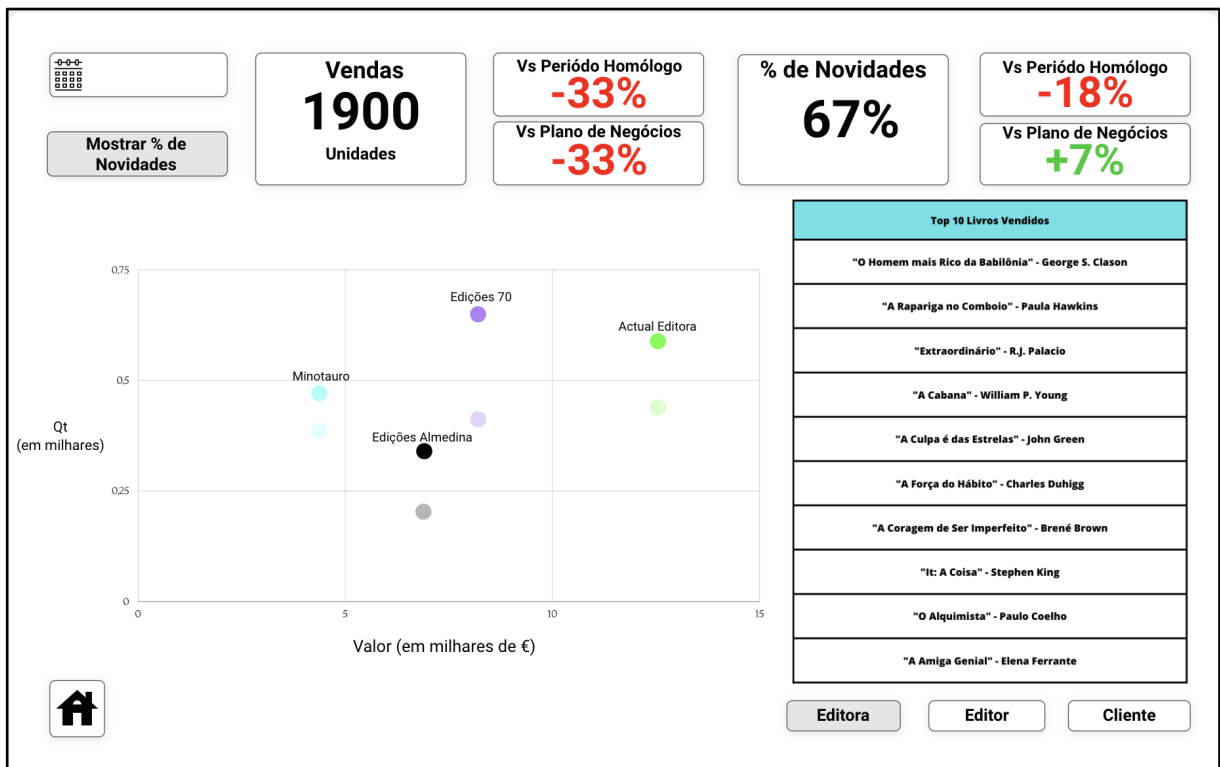 Vendas
1900
Unidades
Vs Periódo Homólogo
-33%
Vs Plano de Negócios
-33%
% de Novidades
67%
Vs Periódo Homólogo
-18%
Vs Plano de Negócios
+7%
Mostrar % de
Novidades
Top 10 Livros Vendidos
"O Homem mais Rico da Babilônia" - George S. Clason
"A Rapariga no Comboio" - Paula Hawkins
"Extraordinário" - R.J. Palacio
"A Cabana" - William P. Young
"A Culpa é das Estrelas" - John Green
"A Força do Hábito" - Charles Duhigg
"A Coragem de Ser Imperfeito" - Brené Brown
"It: A Coisa" - Stephen King
"O Alquimista" - Paulo Coelho
"A Amiga Genial" - Elena Ferrante
0,75
Edições 70
Actual Editora
Minotauro
0,5
Qt
(em milhares)
Edições Almedina
0,25
0
0
5
10
15
Valor (em milhares de €)
Editora
Editor
Cliente